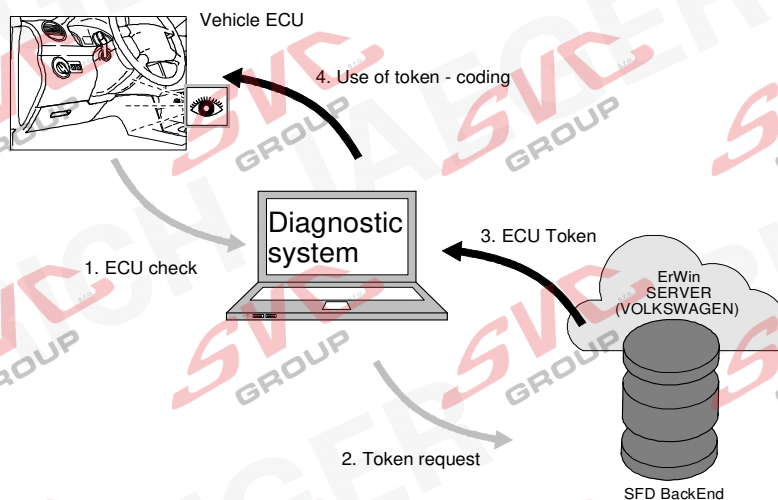 Vehicle ECU
4. Use of token - coding
Diagnostic
system
3. ECU Token
1. ECU check
ErWin
SERVER
(VOLKSWAGEN)
2. Token request
SFD BackEnd
SVC
s.r.o.
GROUP
SVC
s.r.o.
GROUP
SVC
s.r.o.
GROUP
SVC
s.r.o.
GROUP
JAEGER